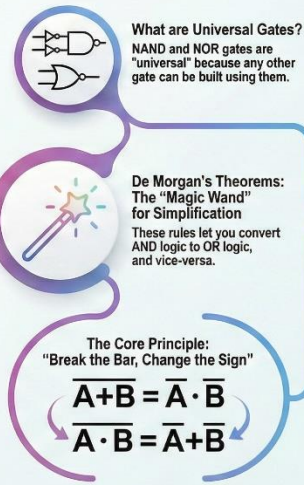 What are Universal Gates?
NAND and NOR gates are
"universal" because any other
gate can be built using them.
De Morgan's Theorems:
The "Magic Wand"
for Simplification
These rules let you convert
AND logic to OR logic,
and vice-versa.
The Core Principle:
"Break the Bar, Change the Sign"
A̅+̅B̅ = A̅ · B̅
A̅·̅B̅ = A̅+B̅